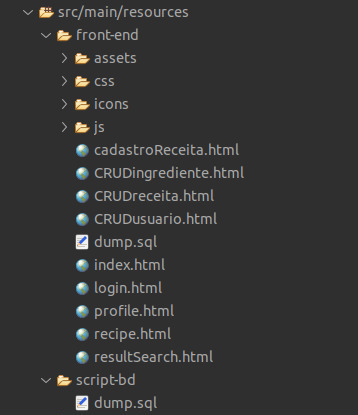 src/main/resources
front-end
assets
css
icons
js
cadastroReceita.html
CRUDingrediente.html
CRUDreceita.html
CRUDusuario.html
dump.sql
index.html
login.html
profile.html
recipe.html
resultSearch.html
script-bd
dump.sql